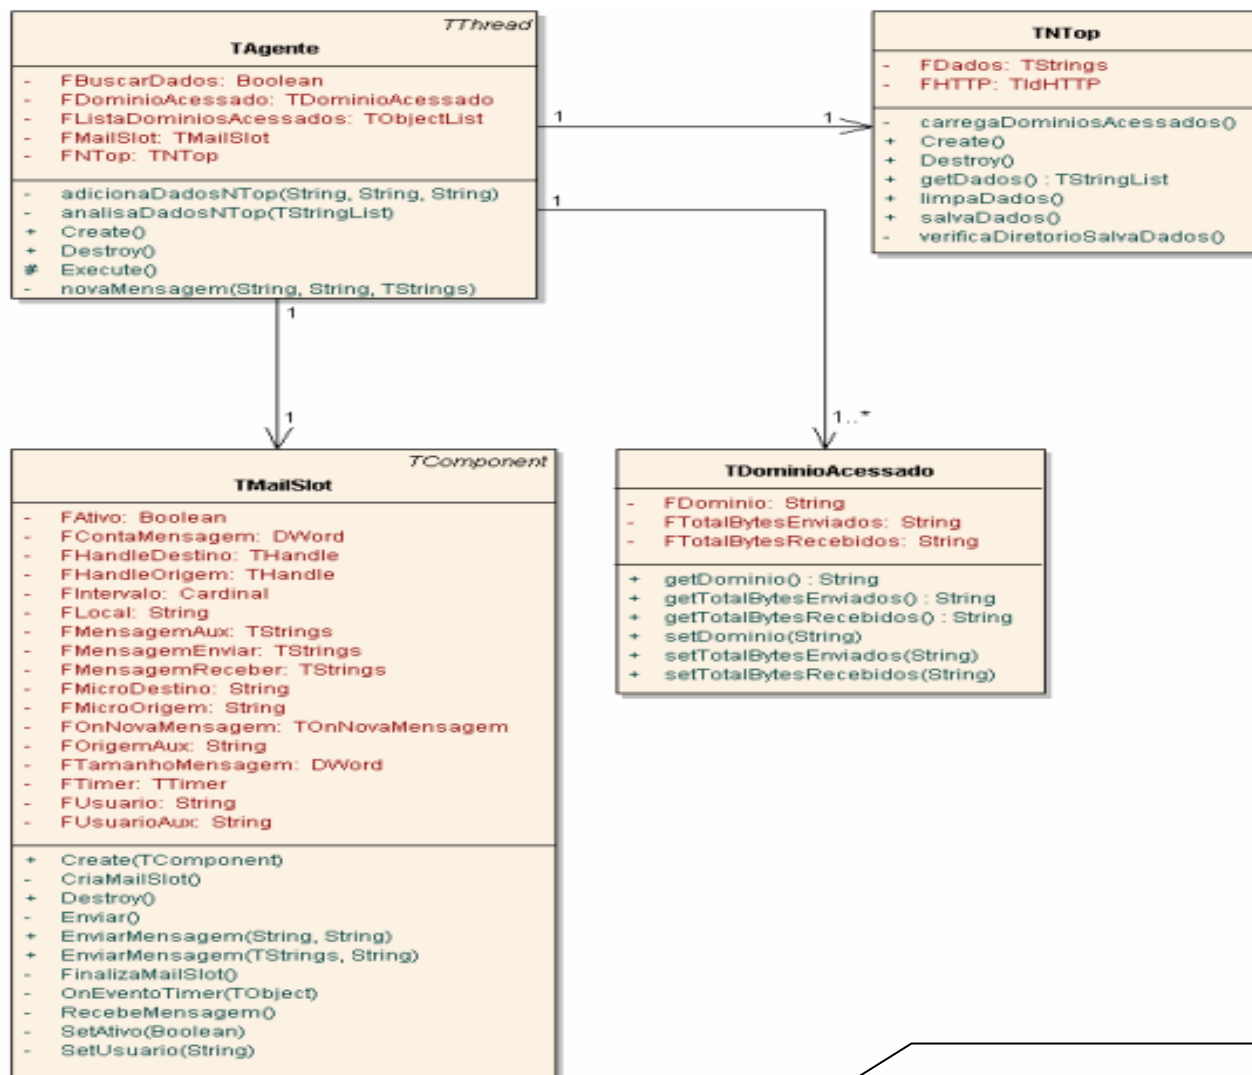 TThread
TAgente
- FBuscarDados: Boolean
- FDominioAcessado: TDominioAcessado
- FListaDominiosAcessados: TObjectList
- FMailSlot: TMailSlot
- FNTop: TNTop
- adicionaDadosNTop(String, String, String)
- analisaDadosNTop(TStringList)
+ Create()
+ Destroy()
# Execute()
- novaMensagem(String, String, TStrings)
1
1
1
1
1
1..*
TNTop
- FDados: TStrings
- FHTTP: TIdHTTP
- carregaDominiosAcessados()
+ Create()
+ Destroy()
+ getDados() : TStringList
+ limpaDados()
+ salvaDados()
- verificaDiretorioSalvaDados()
TComponent
TMailSlot
- FAtivo: Boolean
- FContaMensagem: DWord
- FHandleDestino: THandle
- FHandleOrigem: THandle
- FIntervalo: Cardinal
- FLocal: String
- FMensagemAux: TStrings
- FMensagemEnviar: TStrings
- FMensagemReceber: TStrings
- FMicroDestino: String
- FMicroOrigem: String
- FOnNovaMensagem: TOnNovaMensagem
- FOrigemAux: String
- FTamanhoMensagem: DWord
- FTimer: TTimer
- FUsuario: String
- FUsuarioAux: String
+ Create(TComponent)
- CriaMailSlot()
+ Destroy()
- Enviar()
+ EnviarMensagem(String, String)
+ EnviarMensagem(TStrings, String)
- FinalizaMailSlot()
- OnEventoTimer(TObject)
- RecebeMensagem()
- SetAtivo(Boolean)
- SetUsuario(String)
TDominioAcessado
- FDominio: String
- FTotalBytesEnviados: String
- FTotalBytesRecebidos: String
+ getDominio() : String
+ getTotalBytesEnviados() : String
+ getTotalBytesRecebidos() : String
+ setDominio(String)
+ setTotalBytesEnviados(String)
+ setTotalBytesRecebidos(String)